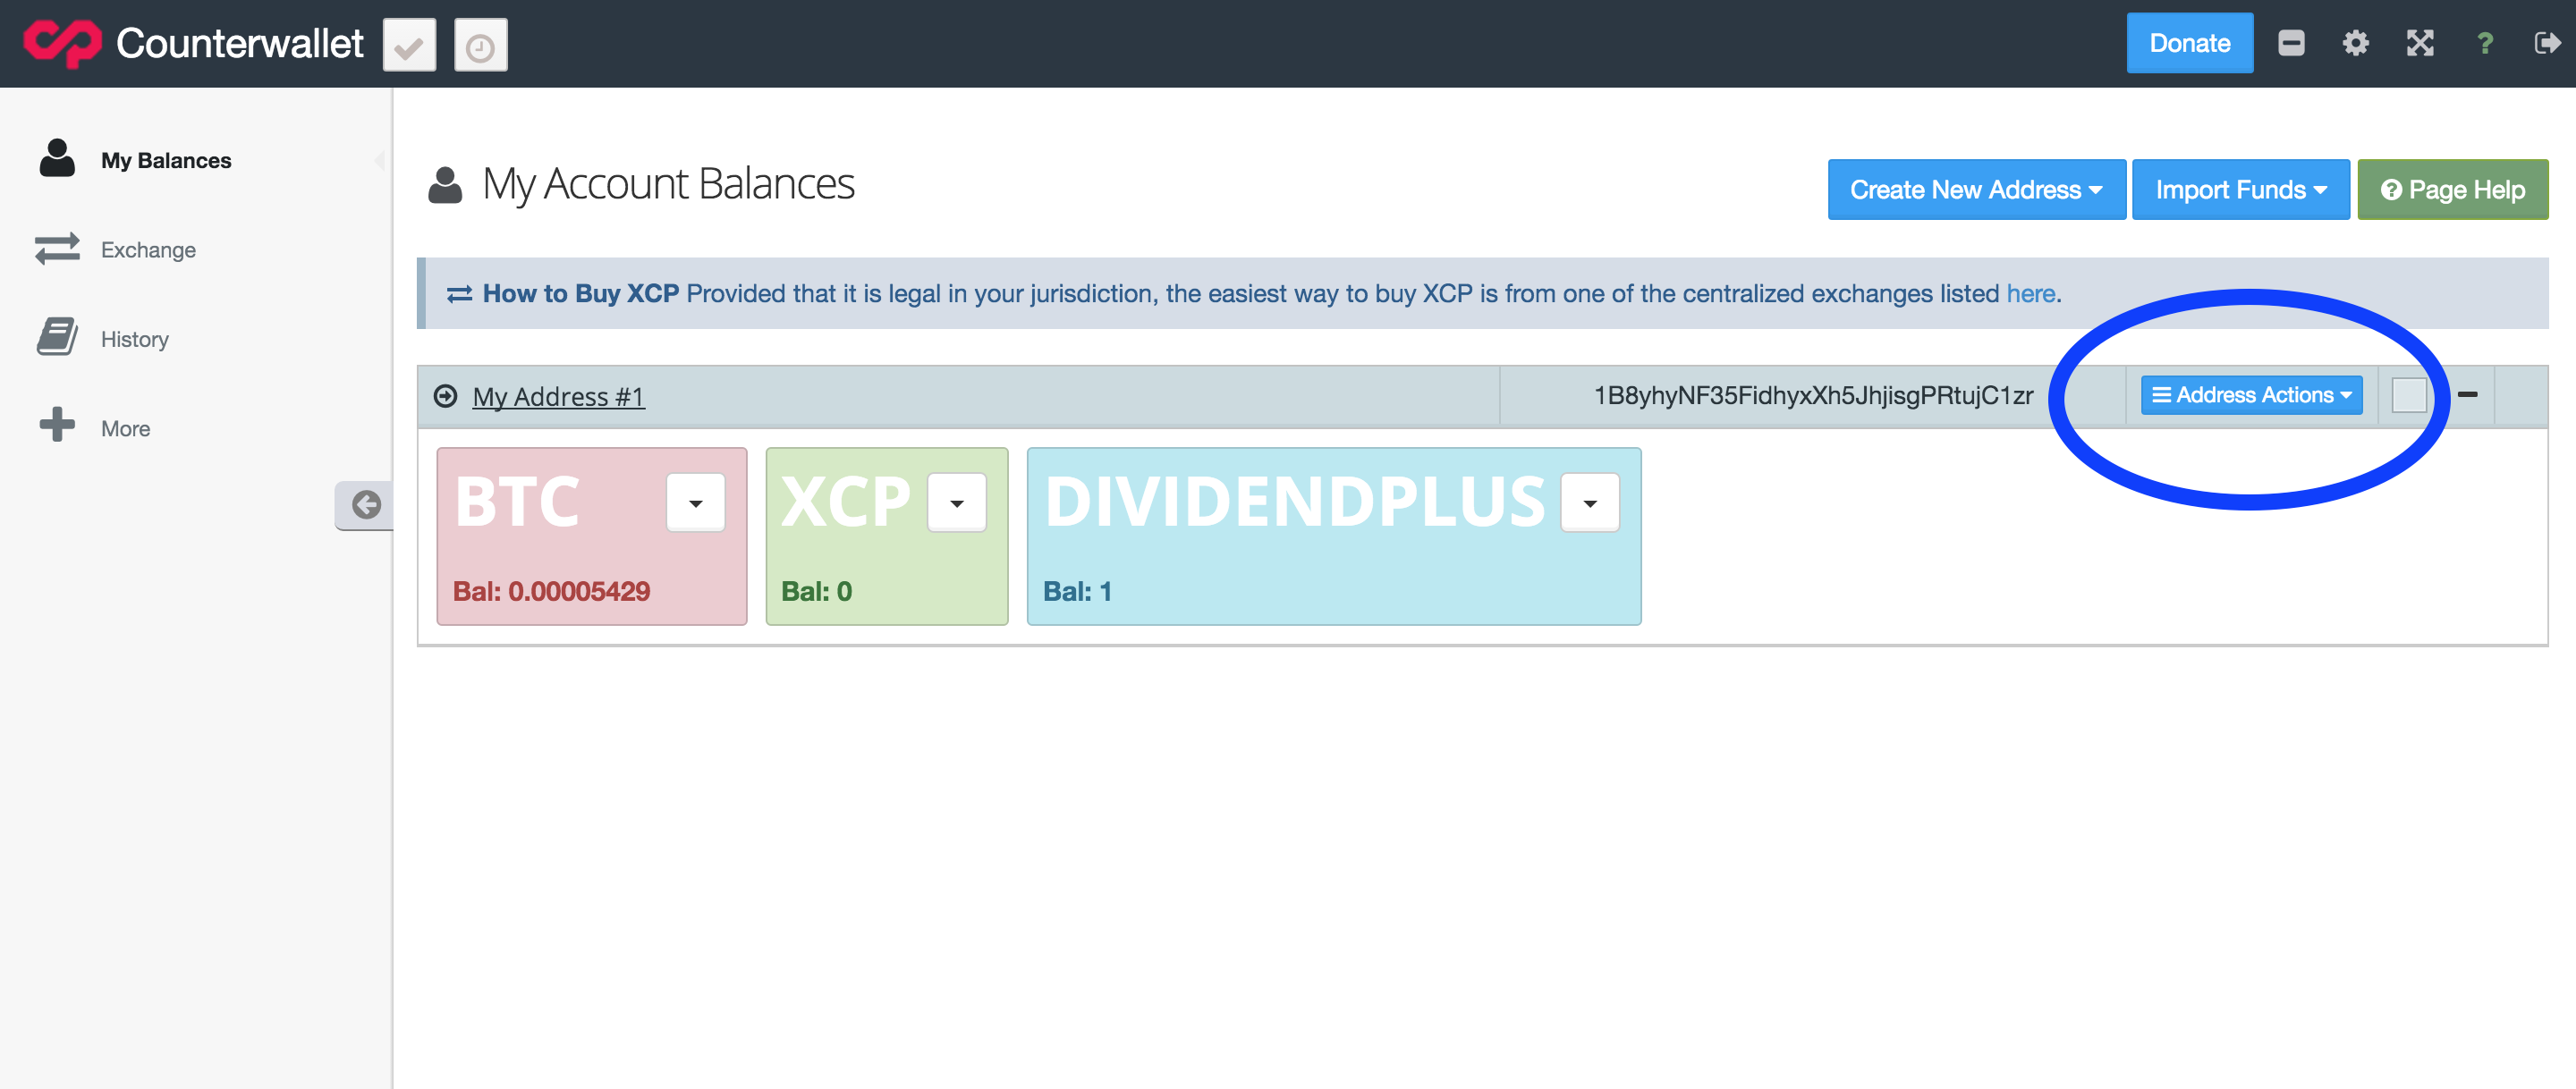 Counterwallet
Donate
My Balances
Exchange
History
More
My Account Balances
Create New Address
Import Funds
Page Help
How to Buy XCP Provided that it is legal in your jurisdiction, the easiest way to buy XCP is from one of the centralized exchanges listed here.
My Address #1
1B8yhyNF35FidhyxXh5JhjisgPRtujC1zr
Address Actions
BTC
Bal: 0.00005429
XCP
Bal: 0
DIVIDENDPLUS
Bal: 1